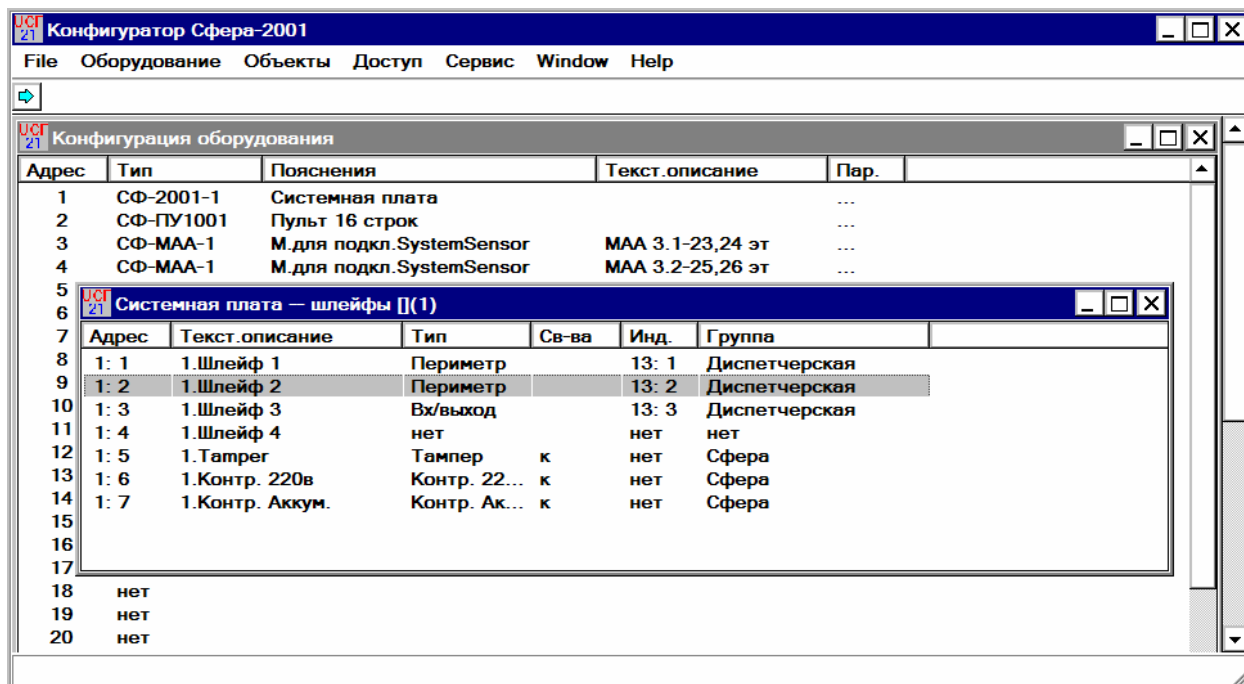 УСГ 21 Конфигуратор Сфера-2001
File Оборудование Объекты Доступ Сервис Window Help
УСГ 21 Конфигурация оборудования
Адрес Тип Пояснения Текст.описание Пар.
1 СФ-2001-1 Системная плата ...
2 СФ-ПУ1001 Пульт 16 строк ...
3 СФ-МАА-1 М.для подкл.SystemSensor МАА 3.1-23,24 эт ...
4 СФ-МАА-1 М.для подкл.SystemSensor МАА 3.2-25,26 эт ...
5
6
7
8
9
10
11
12
13
14
15
16
17
18 нет
19 нет
20 нет
УСГ 21 Системная плата — шлейфы [](1)
Адрес Текст.описание Тип Св-ва Инд. Группа
1: 1 1.Шлейф 1 Периметр 13: 1 Диспетчерская
1: 2 1.Шлейф 2 Периметр 13: 2 Диспетчерская
1: 3 1.Шлейф 3 Вх/выход 13: 3 Диспетчерская
1: 4 1.Шлейф 4 нет нет нет
1: 5 1.Tamper Тампер к нет Сфера
1: 6 1.Контр. 220в Контр. 22... к нет Сфера
1: 7 1.Контр. Аккум. Контр. Ак... к нет Сфера